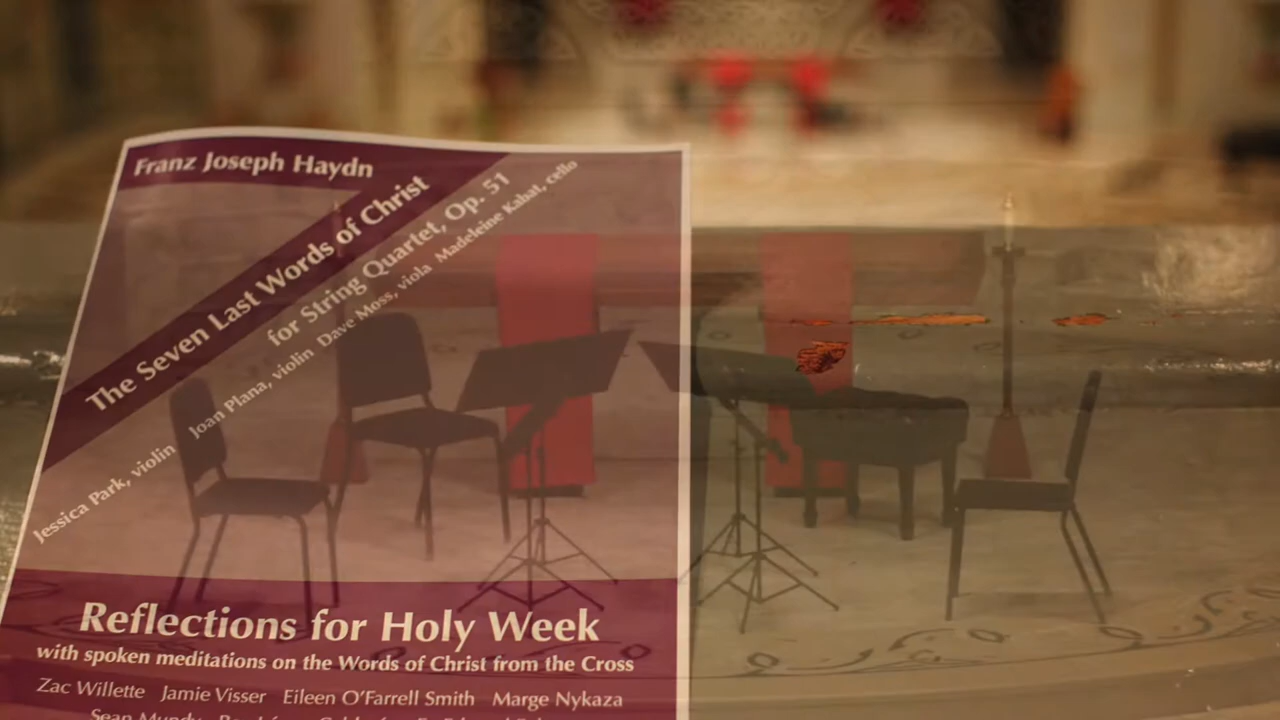 Franz Joseph Haydn
The Seven Last Words of Christ
for String Quartet, Op. 51
Jessica Park, violin Joan Plana, violin Dave Moss, viola Madeleine Kabat, cello
Reflections for Holy Week
with spoken meditations on the Words of Christ from the Cross
Zac Willette Jamie Visser Eileen O'Farrell Smith Marge Nykaza
Sean Mundy